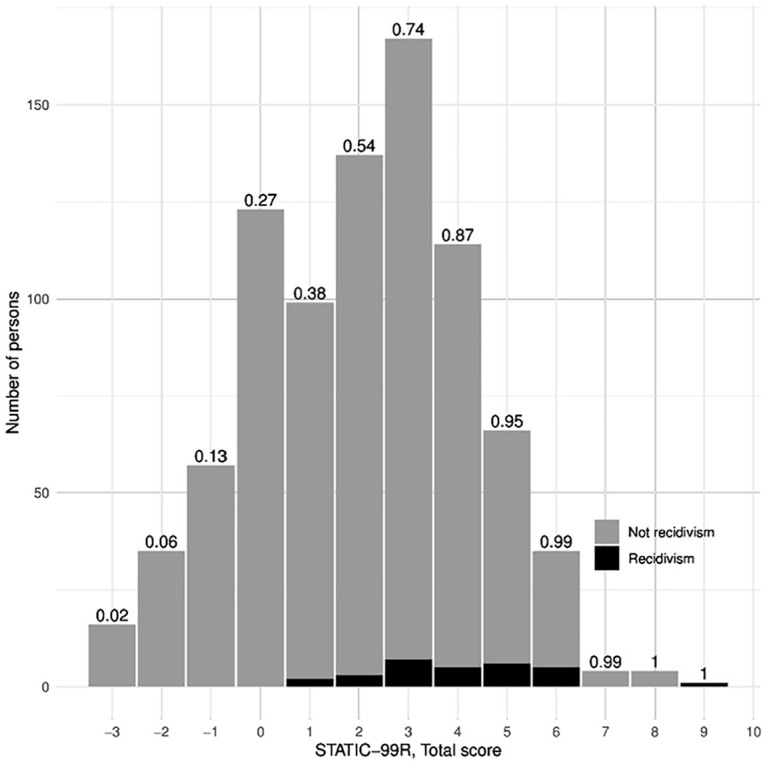 0.74
150
0.54
0.27
0.87
100
0.38
0.95
0.13
50
0.99
Not recidivism
0.06
Recidivism
0.02
0.99 1 1
0
−3 −2 −1 0 1 2 3 4 5 6 7 8 9 10
STATIC−99R, Total score
Number of persons